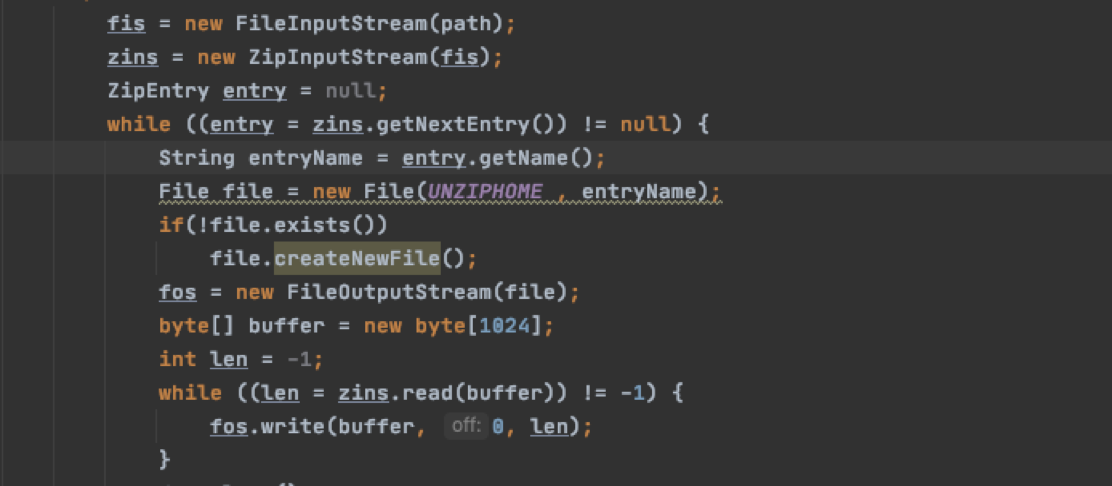 fis = new FileInputStream(path);
zins = new ZipInputStream(fis);
ZipEntry entry = null;
while ((entry = zins.getNextEntry()) != null) {
String entryName = entry.getName();
File file = new File(UNZIPHOME , entryName);
if(!file.exists())
file.createNewFile();
fos = new FileOutputStream(file);
byte[] buffer = new byte[1024];
int len = -1;
while ((len = zins.read(buffer)) != -1) {
fos.write(buffer, off: 0, len);
}